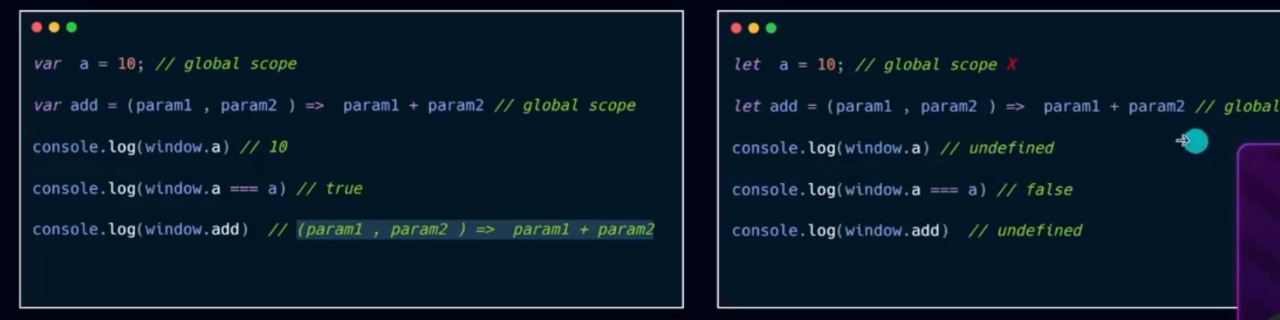 var  a = 10; // global scope
var add = (param1 , param2 ) =>  param1 + param2 // global scope
console.log(window.a) // 10
console.log(window.a === a) // true
console.log(window.add)  // (param1 , param2 ) =>  param1 + param2
let  a = 10; // global scope X
let add = (param1 , param2 ) =>  param1 + param2 // global
console.log(window.a) // undefined
console.log(window.a === a) // false
console.log(window.add)  // undefined